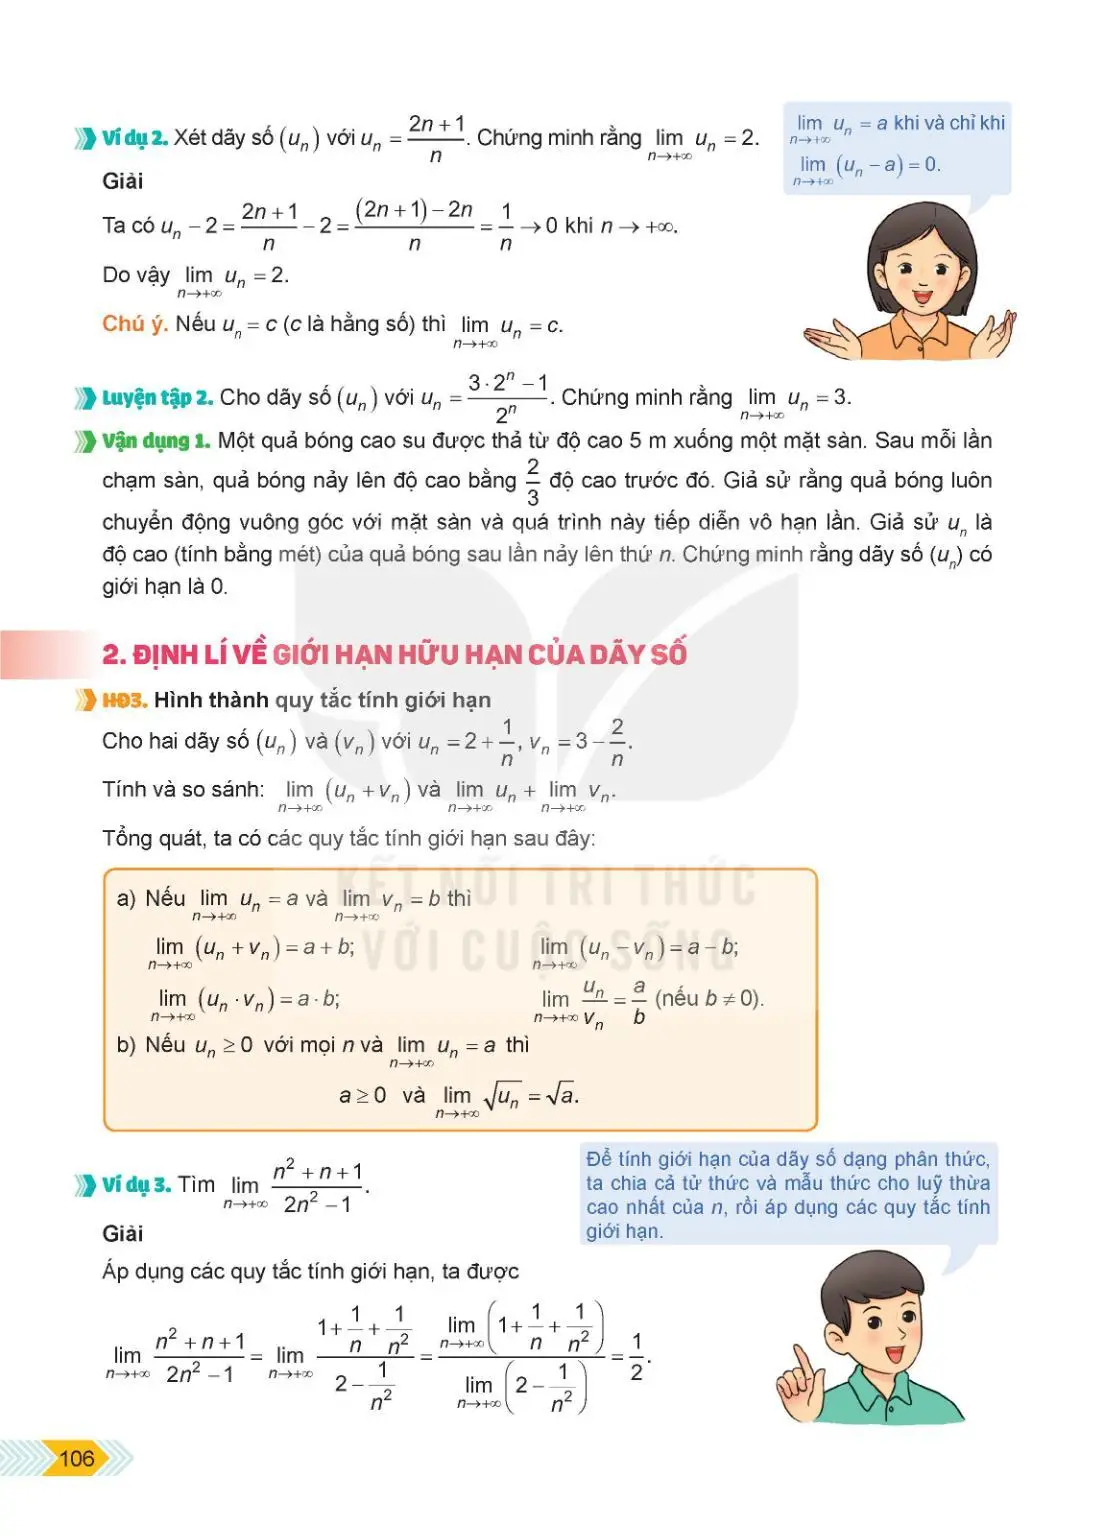 Ví dụ 2. Xét dãy số (uₙ) với uₙ = (2n + 1)/n. Chứng minh rằng lim_{n→+∞} uₙ = 2.
lim_{n→+∞} uₙ = a khi và chỉ khi
lim_{n→+∞} (uₙ − a) = 0.
Giải
Ta có uₙ − 2 = (2n + 1)/n − 2 = ((2n + 1) − 2n)/n = 1/n → 0 khi n → +∞.
Do vậy lim_{n→+∞} uₙ = 2.
Chú ý. Nếu uₙ = c (c là hằng số) thì lim_{n→+∞} uₙ = c.
Luyện tập 2. Cho dãy số (uₙ) với uₙ = (3·2ⁿ − 1)/2ⁿ. Chứng minh rằng lim_{n→+∞} uₙ = 3.
Vận dụng 1. Một quả bóng cao su được thả từ độ cao 5 m xuống một mặt sàn. Sau mỗi lần
chạm sàn, quả bóng nảy lên độ cao bằng 2/3 độ cao trước đó. Giả sử rằng quả bóng luôn
chuyển động vuông góc với mặt sàn và quá trình này tiếp diễn vô hạn lần. Giả sử uₙ là
độ cao (tính bằng mét) của quả bóng sau lần nảy lên thứ n. Chứng minh rằng dãy số (uₙ) có
giới hạn là 0.
2. ĐỊNH LÍ VỀ GIỚI HẠN HỮU HẠN CỦA DÃY SỐ
HĐ3. Hình thành quy tắc tính giới hạn
Cho hai dãy số (uₙ) và (vₙ) với uₙ = 2 + 1/n, vₙ = 3 − 2/n.
Tính và so sánh: lim_{n→+∞} (uₙ + vₙ) và lim_{n→+∞} uₙ + lim_{n→+∞} vₙ.
Tổng quát, ta có các quy tắc tính giới hạn sau đây:
KẾT NỐI TRI THỨC
VỚI CUỘC SỐNG
a) Nếu lim_{n→+∞} uₙ = a và lim_{n→+∞} vₙ = b thì
lim_{n→+∞} (uₙ + vₙ) = a + b; lim_{n→+∞} (uₙ − vₙ) = a − b;
lim_{n→+∞} (uₙ · vₙ) = a · b; lim_{n→+∞} uₙ/vₙ = a/b (nếu b ≠ 0).
b) Nếu uₙ ≥ 0 với mọi n và lim_{n→+∞} uₙ = a thì
a ≥ 0 và lim_{n→+∞} √uₙ = √a.
Ví dụ 3. Tìm lim_{n→+∞} (n² + n + 1)/(2n² − 1).
Để tính giới hạn của dãy số dạng phân thức,
ta chia cả tử thức và mẫu thức cho luỹ thừa
cao nhất của n, rồi áp dụng các quy tắc tính
giới hạn.
Giải
Áp dụng các quy tắc tính giới hạn, ta được
lim_{n→+∞} (n² + n + 1)/(2n² − 1) = lim_{n→+∞} (1 + 1/n + 1/n²)/(2 − 1/n²) = lim_{n→+∞} (1 + 1/n + 1/n²) / lim_{n→+∞} (2 − 1/n²) = 1/2.
106